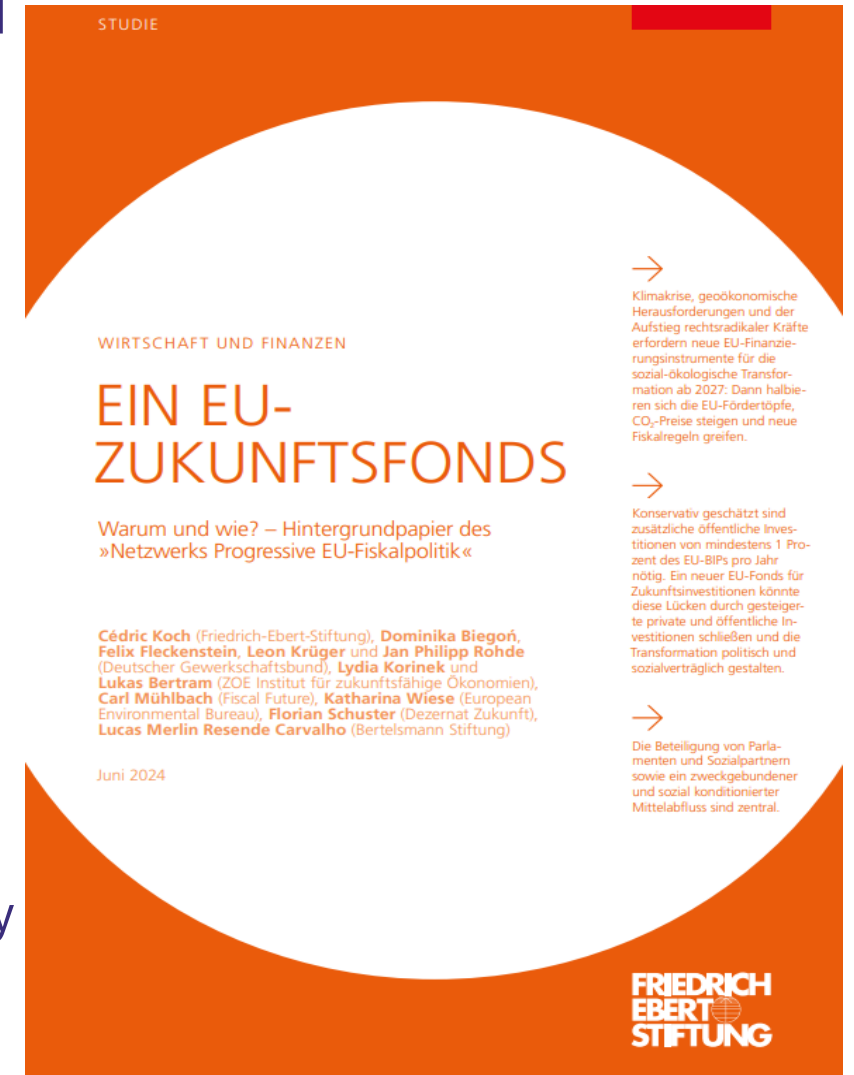 STUDIE
WIRTSCHAFT UND FINANZEN
EIN EU-
ZUKUNFTSFONDS
Warum und wie? – Hintergrundpapier des
»Netzwerks Progressive EU-Fiskalpolitik«
Cédric Koch (Friedrich-Ebert-Stiftung), Dominika Biegoń,
Felix Fleckenstein, Leon Krüger und Jan Philipp Rohde
(Deutscher Gewerkschaftsbund), Lydia Korinek und
Lukas Bertram (ZOE Institut für zukunftsfähige Ökonomien),
Carl Mühlbach (Fiscal Future), Katharina Wiese (European
Environmental Bureau), Florian Schuster (Dezernat Zukunft),
Lucas Merlin Resende Carvalho (Bertelsmann Stiftung)
Juni 2024
→
Klimakrise, geoökonomische
Herausforderungen und der
Aufstieg rechtsradikaler Kräfte
erfordern neue EU-Finanzie-
rungsinstrumente für die
sozial-ökologische Transfor-
mation ab 2027: Dann halbie-
ren sich die EU-Fördertöpfe,
CO₂-Preise steigen und neue
Fiskalregeln greifen.
→
Konservativ geschätzt sind
zusätzliche öffentliche Inves-
titionen von mindestens 1 Pro-
zent des EU-BIPs pro Jahr
nötig. Ein neuer EU-Fonds für
Zukunftsinvestitionen könnte
diese Lücken durch gesteiger-
te private und öffentliche In-
vestitionen schließen und die
Transformation politisch und
sozialverträglich gestalten.
→
Die Beteiligung von Parla-
menten und Sozialpartnern
sowie ein zweckgebundener
und sozial konditionierter
Mittelabfluss sind zentral.
y
FRIEDRICH
EBERT
STIFTUNG